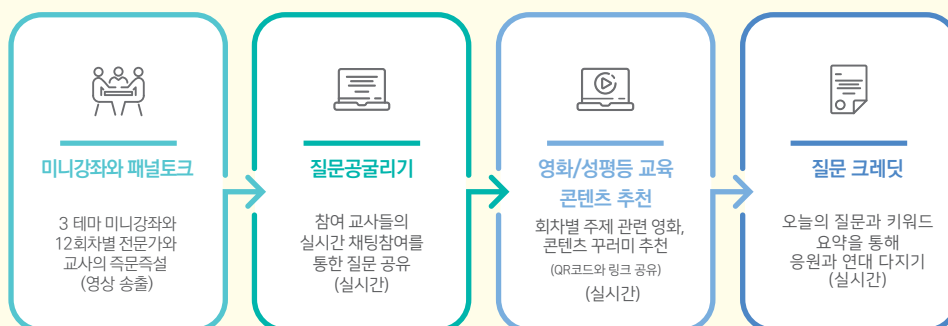 미니강좌와 패널토크
3 테마 미니강좌와
12회차별 전문가와
교사의 즉문즉설
(영상 송출)
질문공굴리기
참여 교사들의
실시간 채팅참여를
통한 질문 공유
(실시간)
영화/성평등 교육
콘텐츠 추천
회차별 주제 관련 영화,
콘텐츠 꾸러미 추천
(QR코드와 링크 공유)
(실시간)
질문 크레딧
오늘의 질문과 키워드
요약을 통해
응원과 연대 다지기
(실시간)